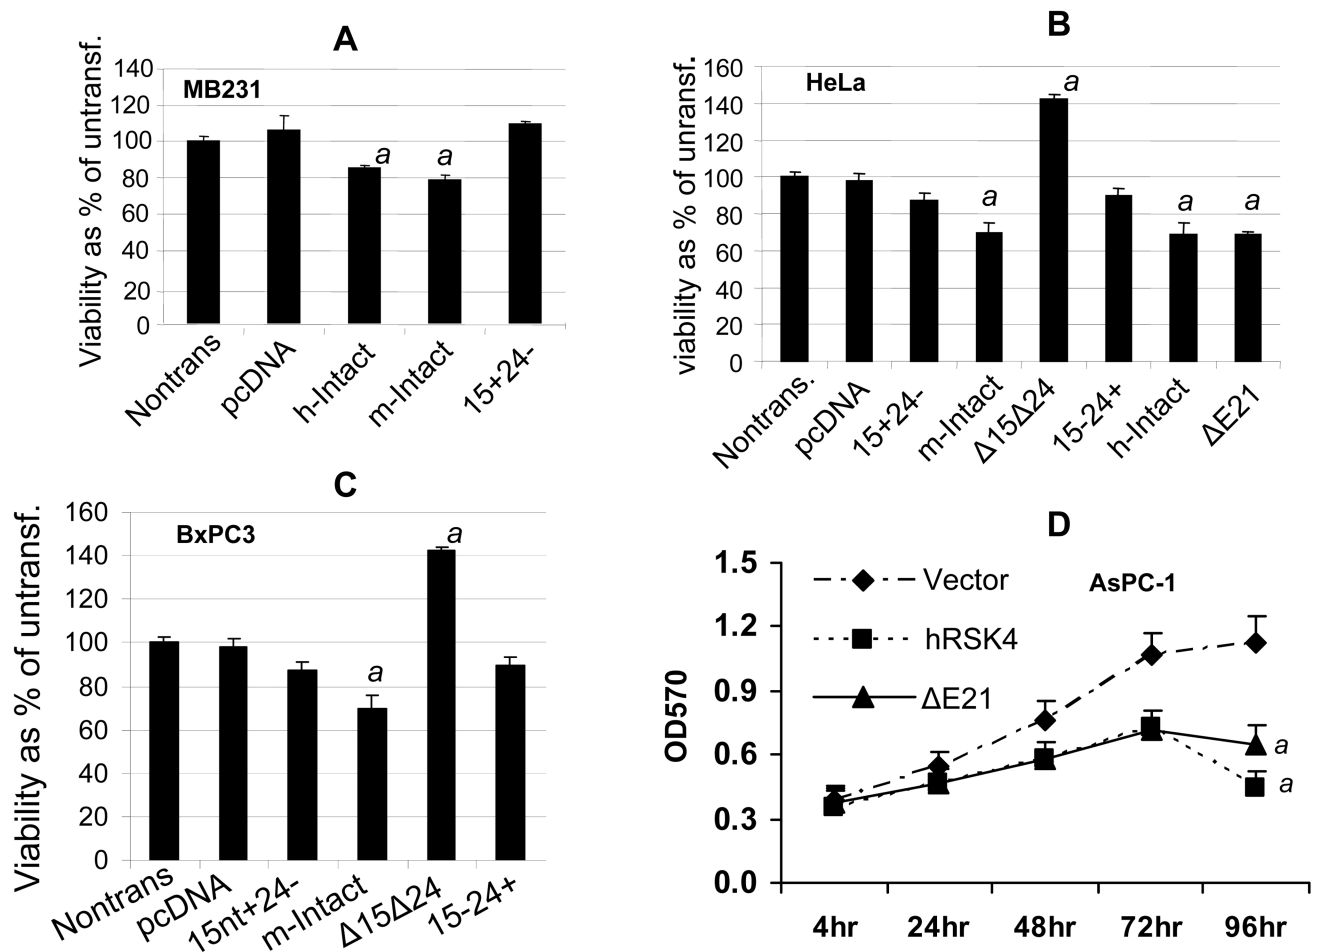 A
Viability as % of untransf.
140
120
100
80
60
40
20
0
MB231
a
a
Nontrans
pcDNA
h-Intact
m-Intact
15+24-
B
viability as % of unransf.
160
140
120
100
80
60
40
20
0
HeLa
a
a
a
a
Nontrans.
pcDNA
15+24-
m-Intact
Δ15Δ24
15-24+
h-Intact
ΔE21
C
Viability as % of untransf.
160
140
120
100
80
60
40
20
0
BxPC3
a
a
Nontrans
pcDNA
15nt+24-
m-Intact
Δ15Δ24
15-24+
D
OD570
1.5
1.2
0.9
0.6
0.3
0.0
Vector
hRSK4
ΔE21
AsPC-1
a
a
4hr
24hr
48hr
72hr
96hr